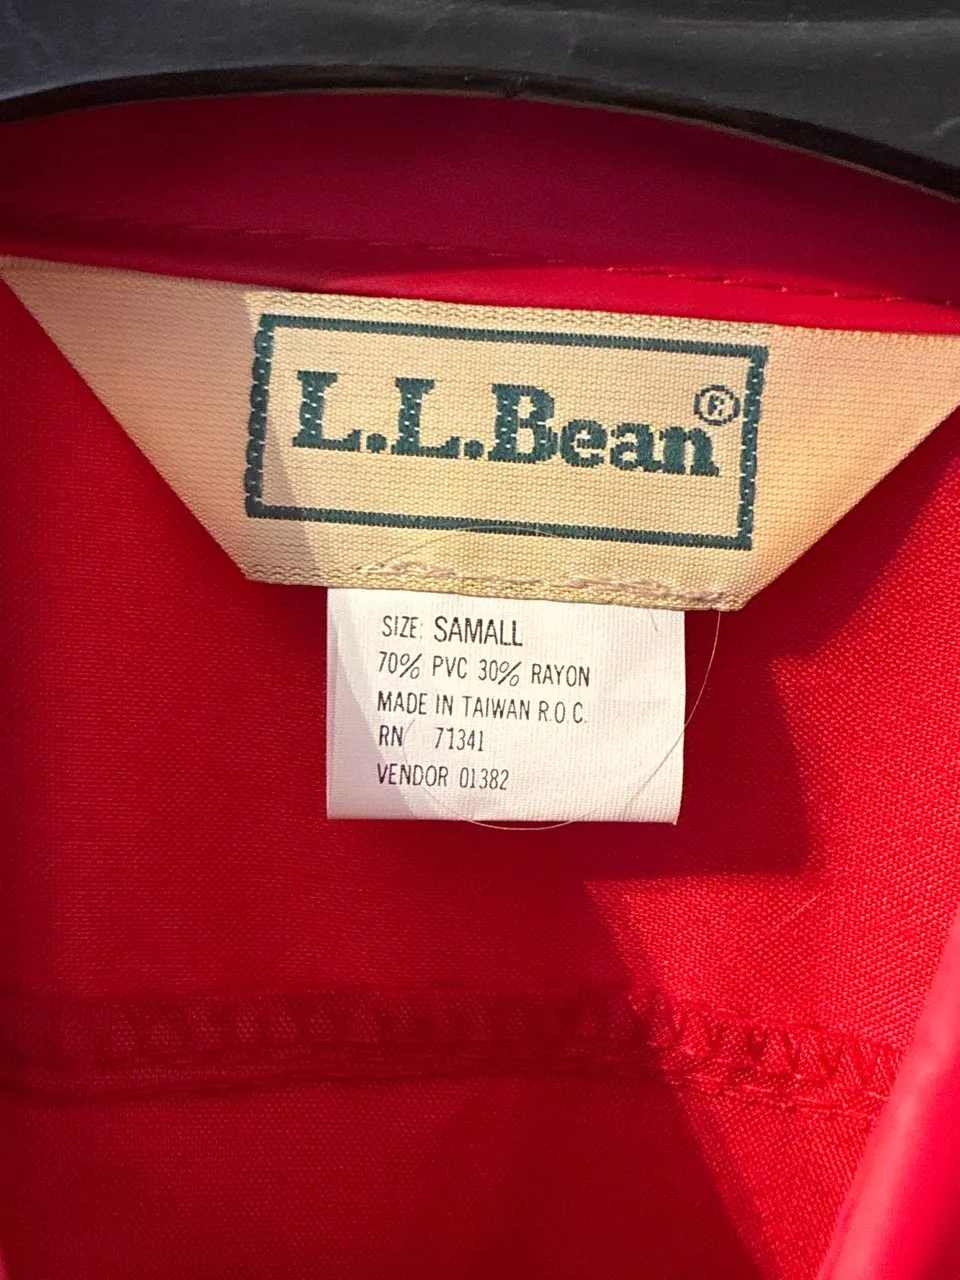 L.L.Bean®
SIZE: SAMALL
70% PVC 30% RAYON
MADE IN TAIWAN R.O.C.
RN 71341
VENDOR 01382